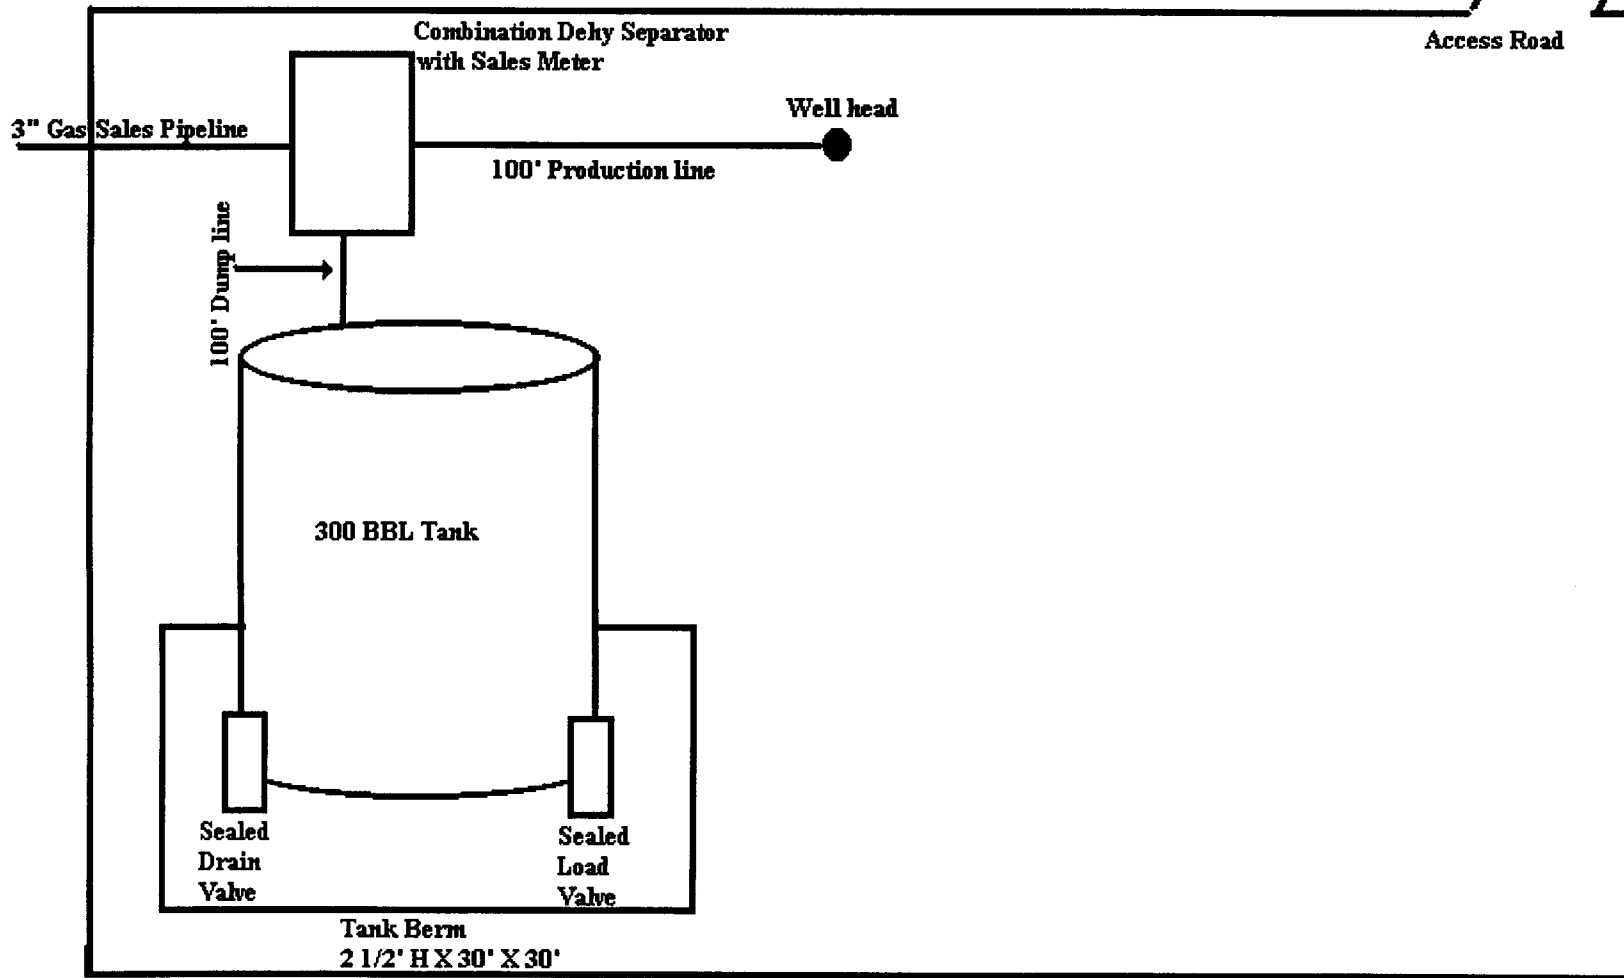 Combination Dehy Separator
with Sales Meter
Access Road
Well head
3" Gas Sales Pipeline
100' Production line
100' Dump line
300 BBL Tank
Sealed
Drain
Valve
Sealed
Load
Valve
Tank Berm
2 1/2' H X 30' X 30'